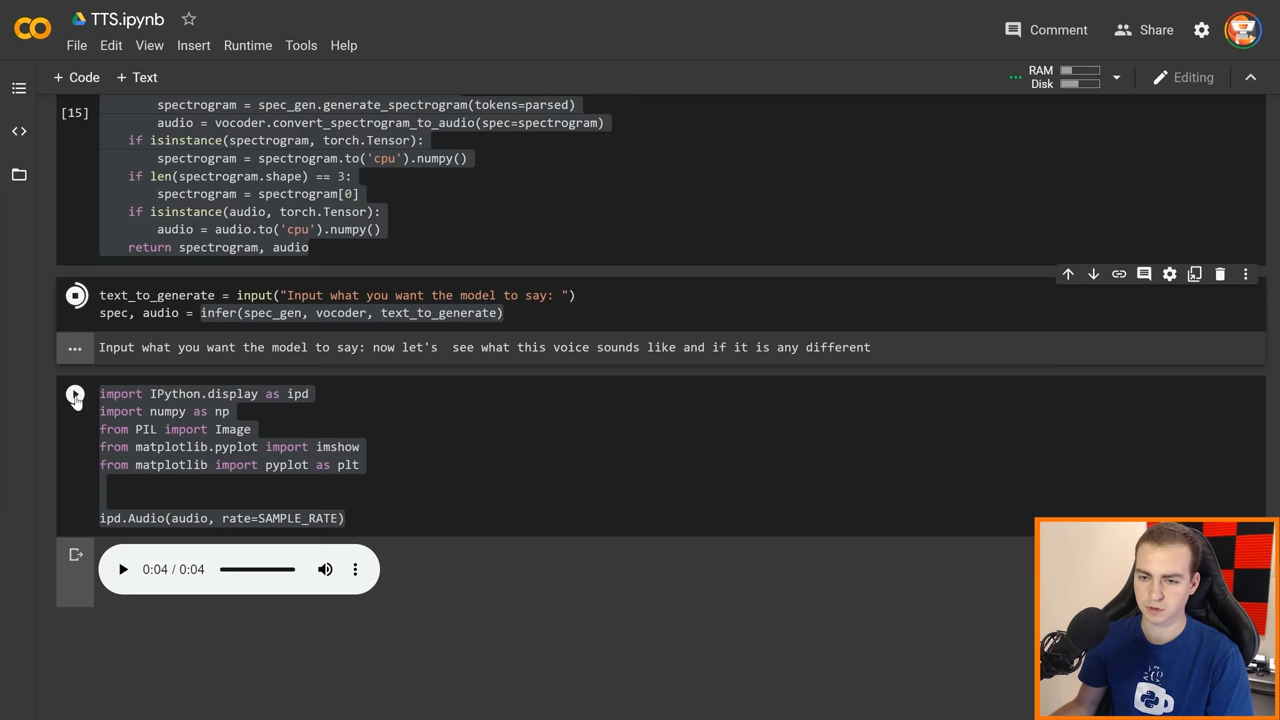 TTS.ipynb
Comment
Share
File Edit View Insert Runtime Tools Help
+ Code + Text
RAM
Disk
Editing
[15]
spectrogram = spec_gen.generate_spectrogram(tokens=parsed)
audio = vocoder.convert_spectrogram_to_audio(spec=spectrogram)
if isinstance(spectrogram, torch.Tensor):
spectrogram = spectrogram.to('cpu').numpy()
if len(spectrogram.shape) == 3:
spectrogram = spectrogram[0]
if isinstance(audio, torch.Tensor):
audio = audio.to('cpu').numpy()
return spectrogram, audio
text_to_generate = input("Input what you want the model to say: ")
spec, audio = infer(spec_gen, vocoder, text_to_generate)
... Input what you want the model to say: now let's  see what this voice sounds like and if it is any different
import IPython.display as ipd
import numpy as np
from PIL import Image
from matplotlib.pyplot import imshow
from matplotlib import pyplot as plt
ipd.Audio(audio, rate=SAMPLE_RATE)
0:04 / 0:04